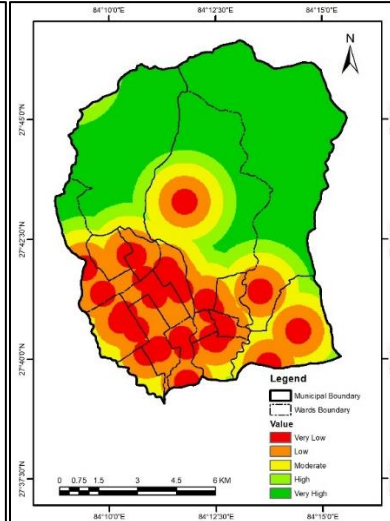 84°10'0"E 84°12'30"E 84°15'0"E
N
27°45'0"N
27°42'30"N
27°40'0"N
27°37'30"N
Legend
Municipal Boundary
Wards Boundary
Value
Very Low
Low
Moderate
High
Very High
0 0.75 1.5 3 4.5 6 KM
84°10'0"E 84°12'30"E 84°15'0"E